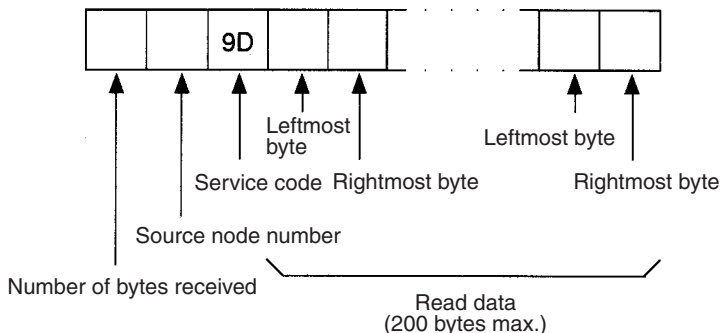 9D
Leftmost
byte
Leftmost byte
Service code
Rightmost byte
Rightmost byte
Source node number
Number of bytes received
Read data
(200 bytes max.)